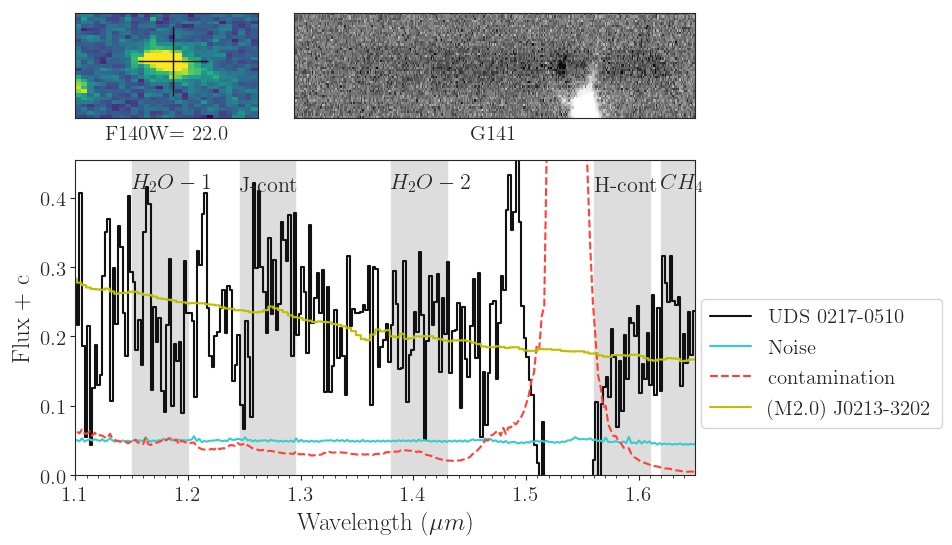 F140W= 22.0
G141
H₂O − 1
J-cont
H₂O − 2
H-cont
CH₄
0.4
0.3
0.2
0.1
0.0
Flux + c
1.1
1.2
1.3
1.4
1.5
1.6
Wavelength (μm)
UDS 0217-0510
Noise
contamination
(M2.0) J0213-3202